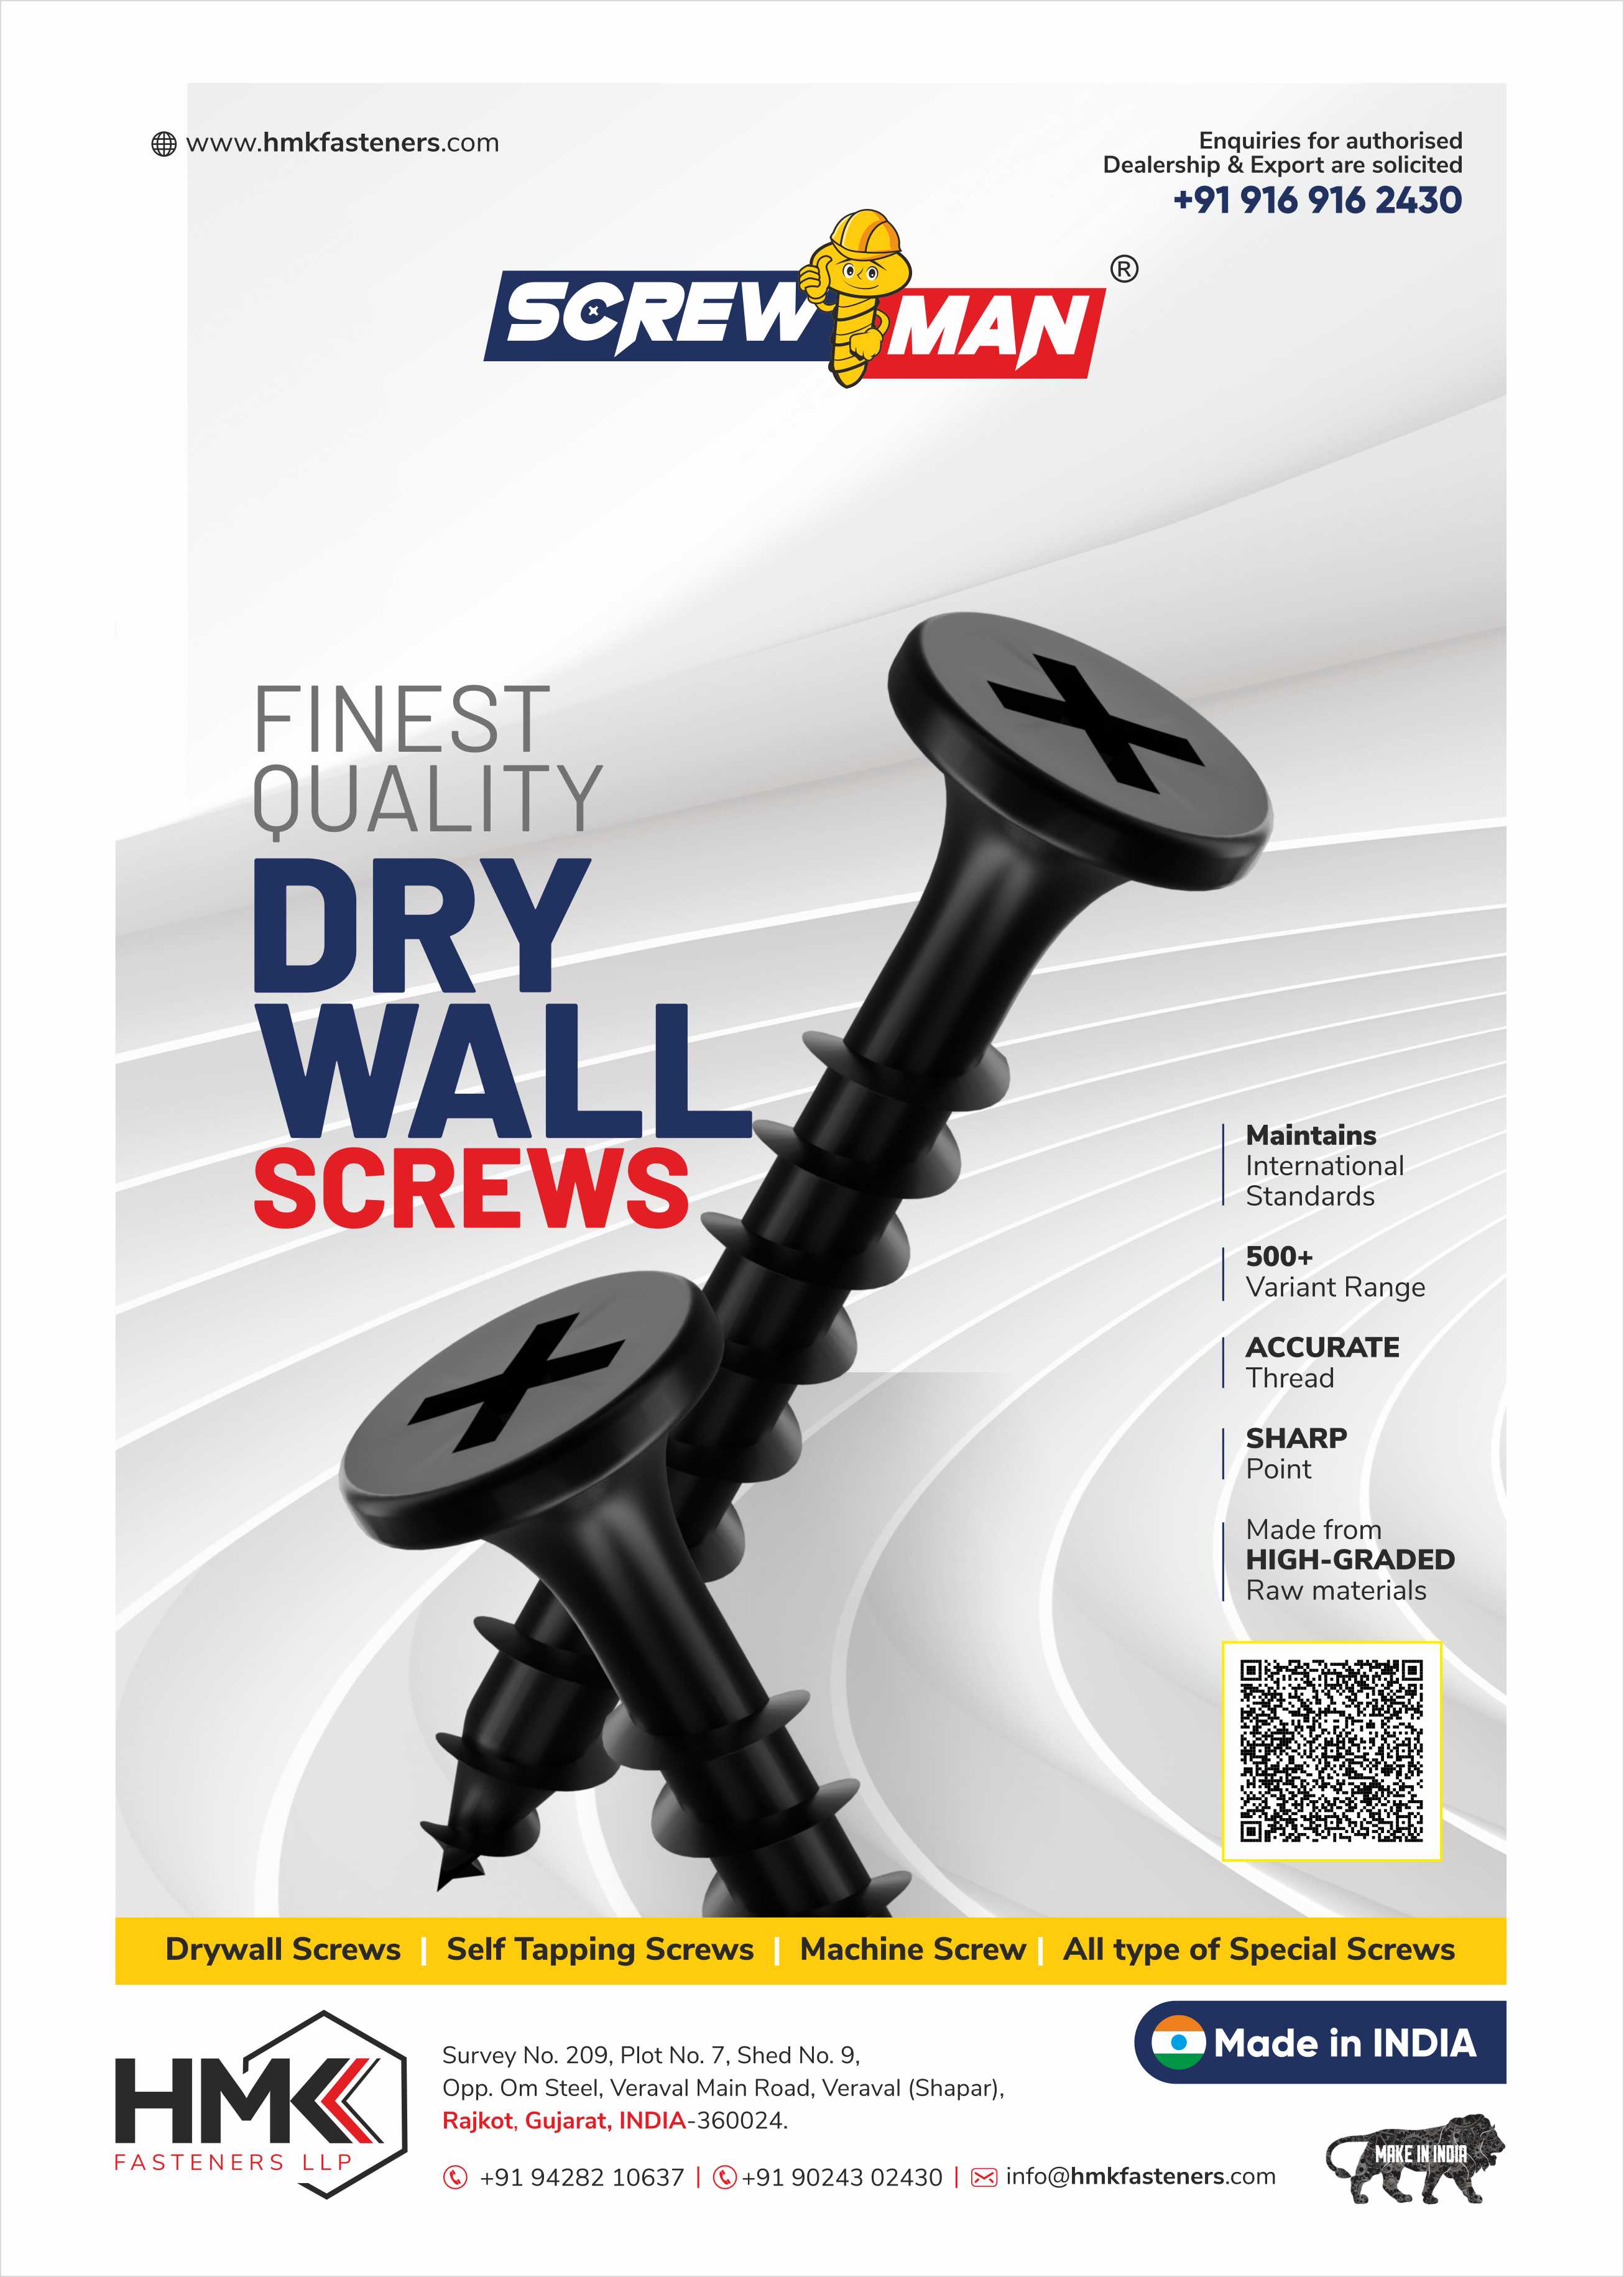 www.hmkfasteners.com
Enquiries for authorised
Dealership & Export are solicited
+91 916 916 2430
SCREW MAN ®
FINEST
QUALITY
DRY
WALL
SCREWS
Maintains
International
Standards
500+
Variant Range
ACCURATE
Thread
SHARP
Point
Made from
HIGH-GRADED
Raw materials
Drywall Screws | Self Tapping Screws | Machine Screw | All type of Special Screws
HMK
FASTENERS LLP
Survey No. 209, Plot No. 7, Shed No. 9,
Opp. Om Steel, Veraval Main Road, Veraval (Shapar),
Rajkot, Gujarat, INDIA-360024.
+91 94282 10637 | +91 90243 02430 | info@hmkfasteners.com
Made in INDIA
MAKE IN INDIA